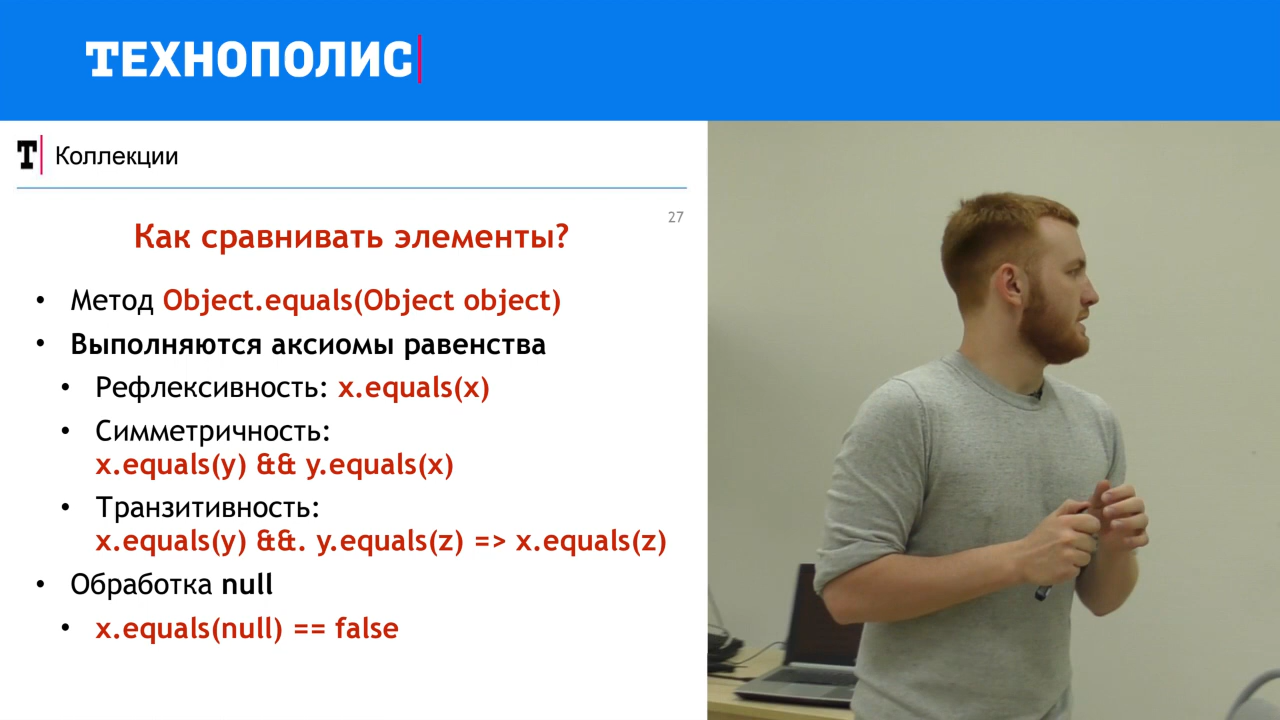 ТЕХНОПОЛИС
Т Коллекции
27
Как сравнивать элементы?
• Метод Object.equals(Object object)
• Выполняются аксиомы равенства
• Рефлексивность: x.equals(x)
• Симметричность:
x.equals(y) && y.equals(x)
• Транзитивность:
x.equals(y) &&. y.equals(z) => x.equals(z)
• Обработка null
• x.equals(null) == false